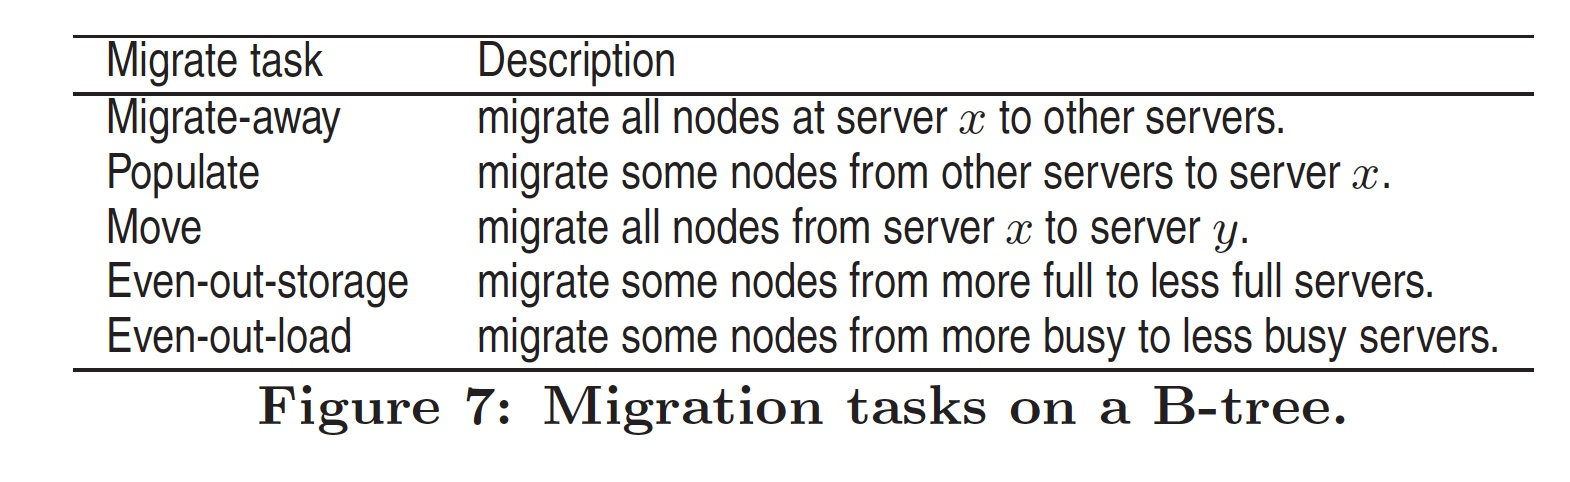 Migrate task Description
Migrate-away migrate all nodes at server x to other servers.
Populate migrate some nodes from other servers to server x.
Move migrate all nodes from server x to server y.
Even-out-storage migrate some nodes from more full to less full servers.
Even-out-load migrate some nodes from more busy to less busy servers.
Figure 7: Migration tasks on a B-tree.